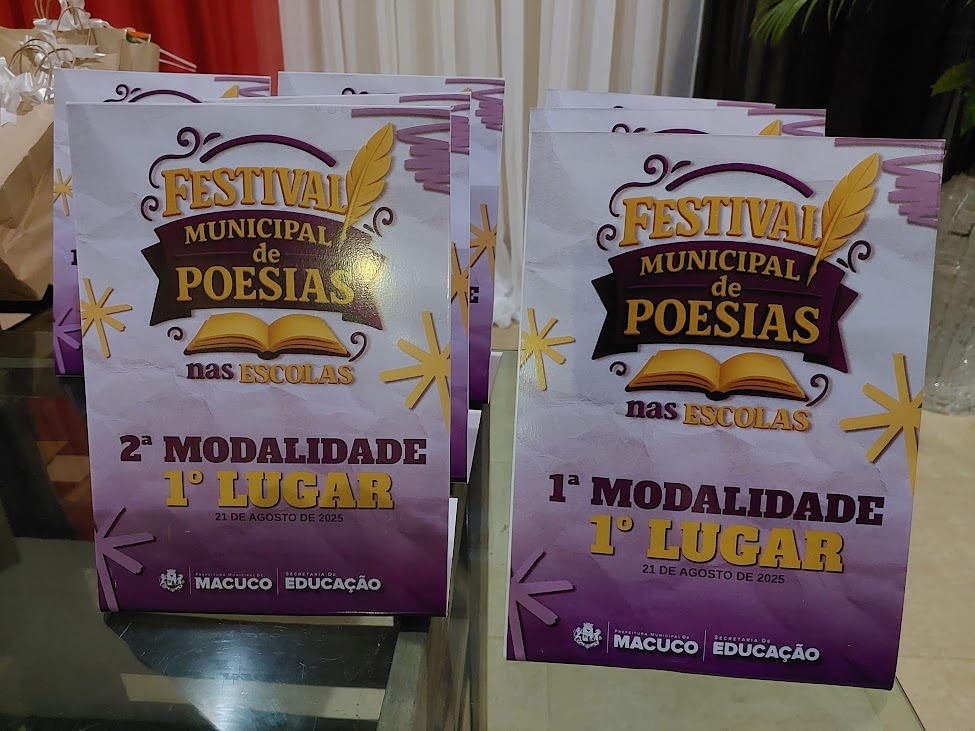 FESTIVAL
MUNICIPAL
de
POESIAS
nas ESCOLAS
2ª MODALIDADE
1º LUGAR
21 DE AGOSTO DE 2025
PREFEITURA MUNICIPAL DE
MACUCO
SECRETARIA DE
EDUCAÇÃO
FESTIVAL
MUNICIPAL
de
POESIAS
nas ESCOLAS
1ª MODALIDADE
1º LUGAR
21 DE AGOSTO DE 2025
PREFEITURA MUNICIPAL DE
MACUCO
SECRETARIA DE
EDUCAÇÃO